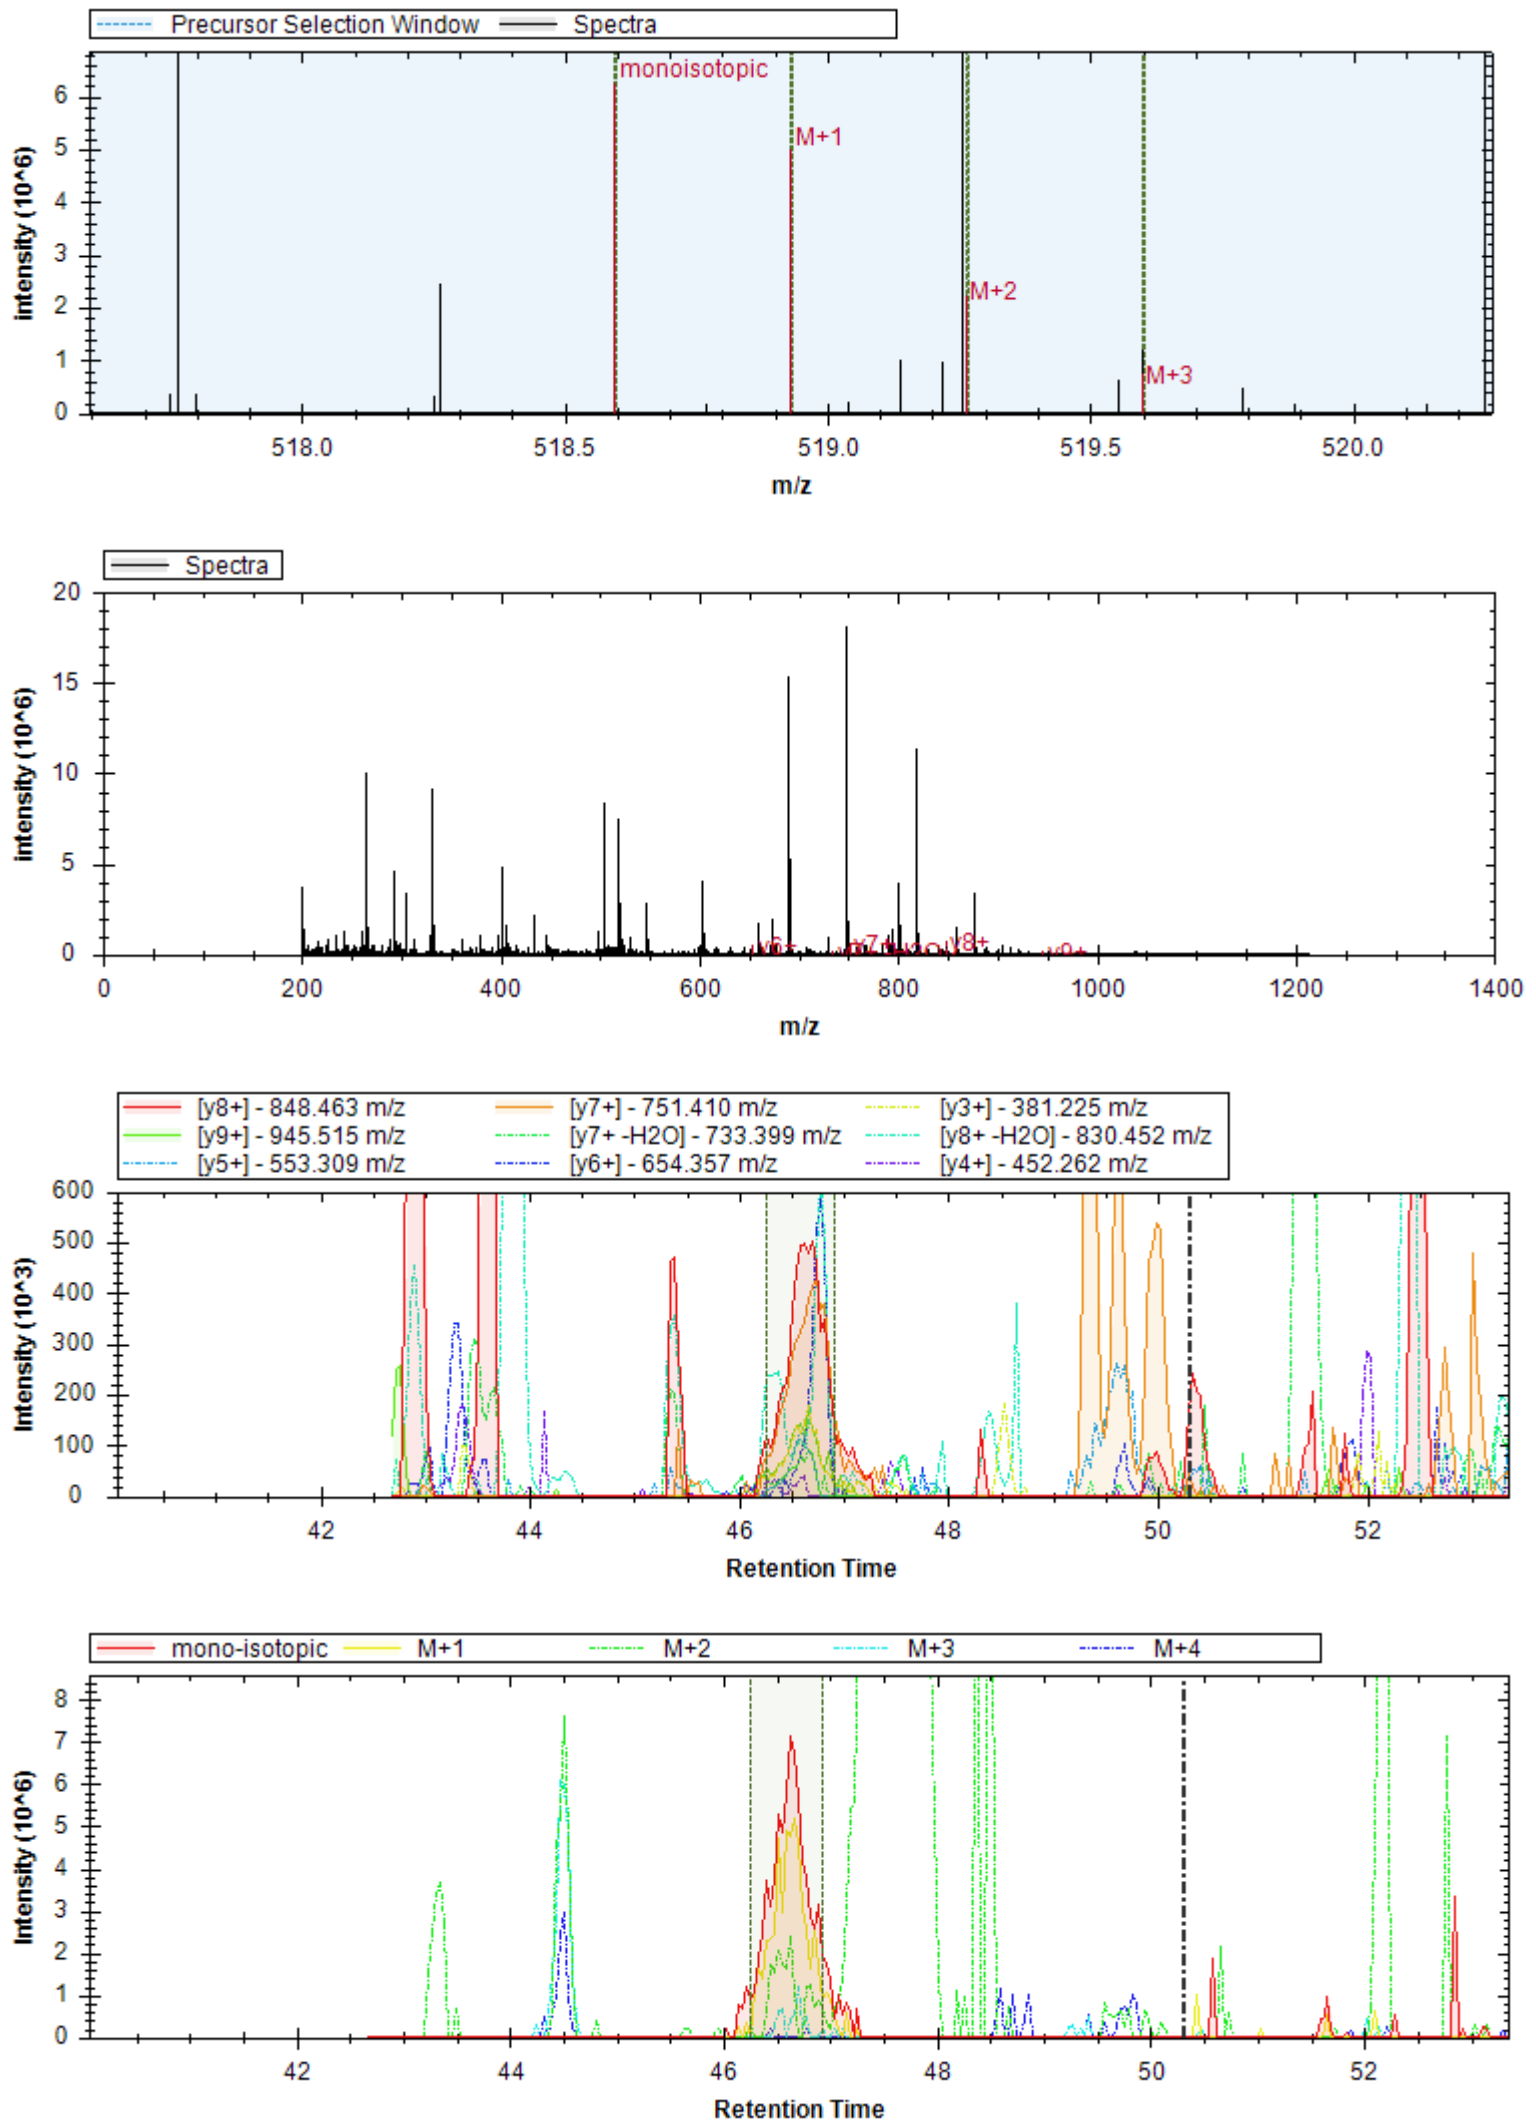 Precursor Selection Window Spectra
monoisotopic
M+1
M+2
M+3
intensity (10^6)
6
5
4
3
2
1
0
518.0 518.5 519.0 519.5 520.0
m/z
Spectra
intensity (10^6)
20
15
10
5
0
y6+ y7+ y8+ y9+
0 200 400 600 800 1000 1200 1400
m/z
[y8+] - 848.463 m/z [y7+] - 751.410 m/z [y3+] - 381.225 m/z
[y9+] - 945.515 m/z [y7+ -H2O] - 733.399 m/z [y8+ -H2O] - 830.452 m/z
[y5+] - 553.309 m/z [y6+] - 654.357 m/z [y4+] - 452.262 m/z
Intensity (10^3)
600
500
400
300
200
100
0
42 44 46 48 50 52
Retention Time
mono-isotopic M+1 M+2 M+3 M+4
Intensity (10^6)
8
7
6
5
4
3
2
1
0
42 44 46 48 50 52
Retention Time